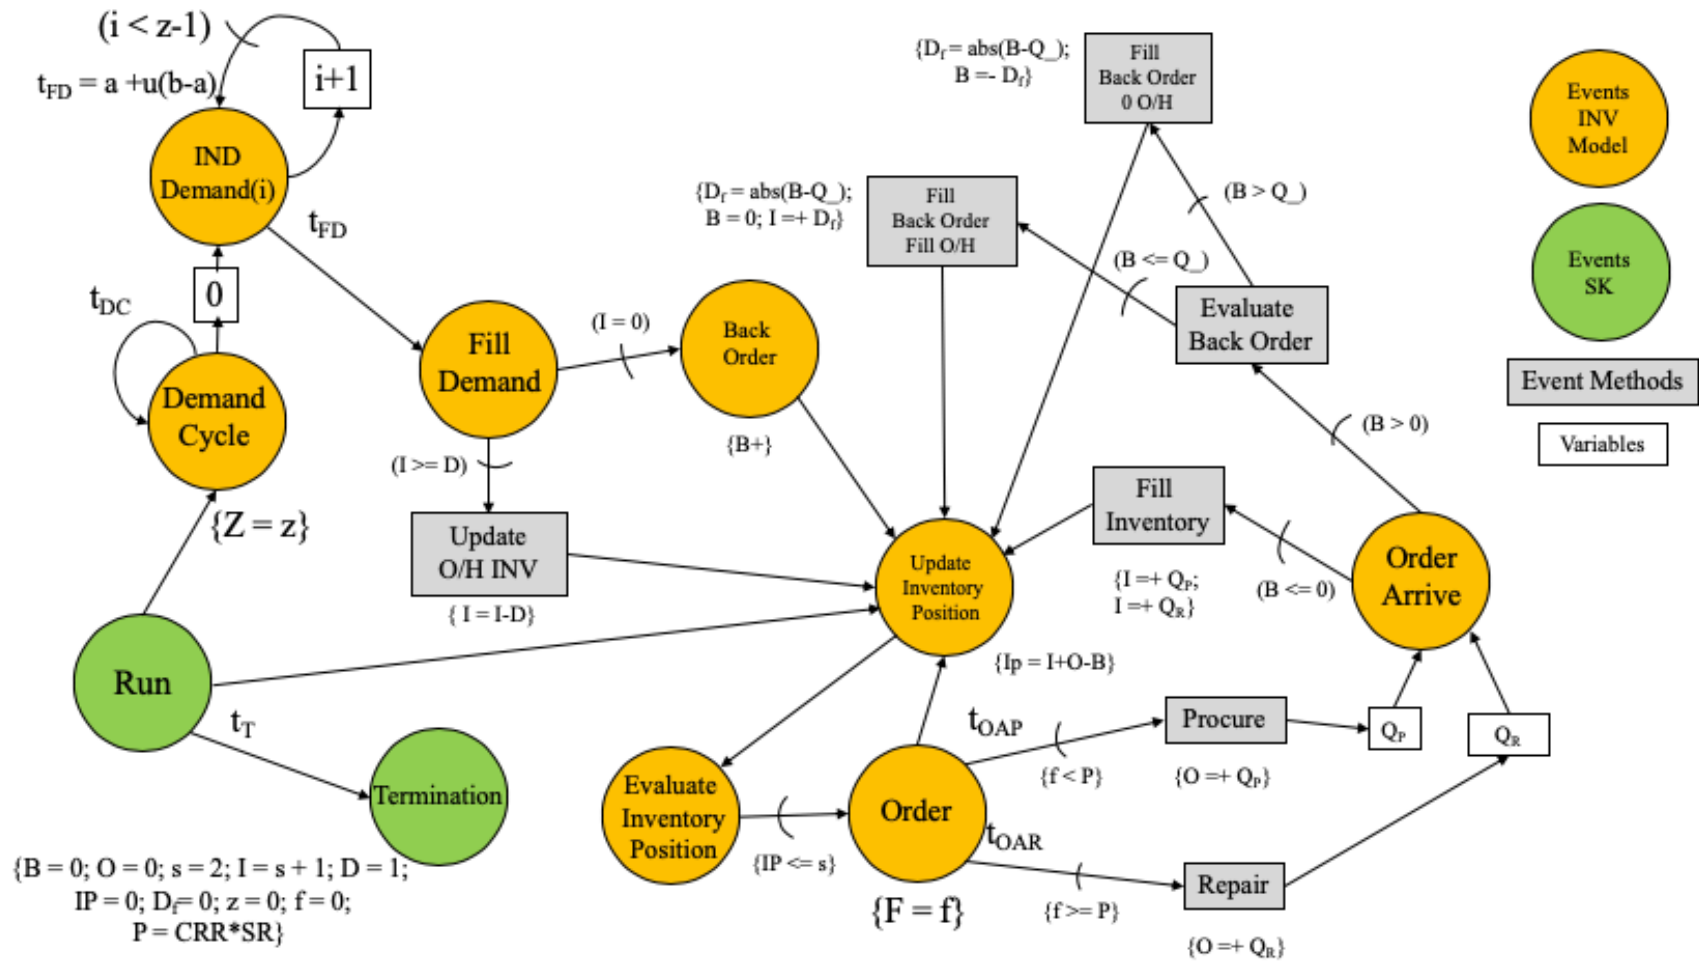 (i < z-1)
t_FD = a +u(b-a)
i+1
IND
Demand(i)
t_FD
t_DC
0
Demand
Cycle
{Z = z}
Run
t_T
Termination
{B = 0; O = 0; s = 2; I = s + 1; D = 1;
IP = 0; D_f= 0; z = 0; f = 0;
P = CRR*SR}
Fill
Demand
(I = 0)
Back
Order
{B+}
(I >= D)
Update
O/H INV
{ I = I-D}
{D_f = abs(B-Q_);
B =- D_f}
Fill
Back Order
0 O/H
{D_f = abs(B-Q_);
B = 0; I =+ D_f}
Fill
Back Order
Fill O/H
(B > Q_)
(B <= Q_)
Evaluate
Back Order
(B > 0)
Fill
Inventory
{I =+ Q_P;
I =+ Q_R}
(B <= 0)
Order
Arrive
Update
Inventory
Position
{Ip = I+O-B}
Evaluate
Inventory
Position
{IP <= s}
Order
{F = f}
t_OAP
{f < P}
Procure
{O =+ Q_P}
Q_P
Q_R
t_OAR
{f >= P}
Repair
{O =+ Q_R}
Events
INV
Model
Events
SK
Event Methods
Variables